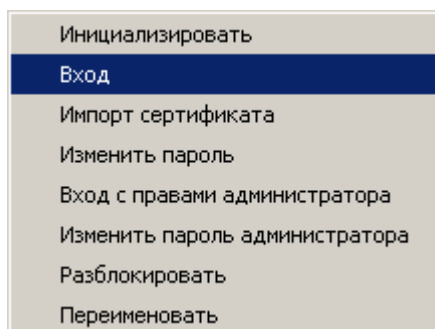 Инициализировать
Вход
Импорт сертификата
Изменить пароль
Вход с правами администратора
Изменить пароль администратора
Разблокировать
Переименовать